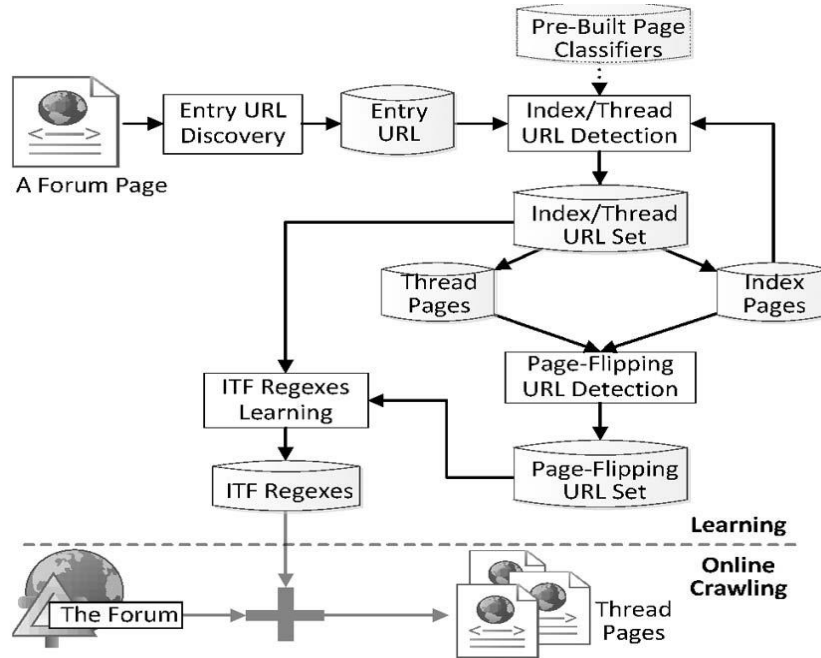 Pre-Built Page
Classifiers
Entry URL
Discovery
Entry
URL
Index/Thread
URL Detection
A Forum Page
Index/Thread
URL Set
Thread
Pages
Index
Pages
Page-Flipping
URL Detection
ITF Regexes
Learning
ITF Regexes
Page-Flipping
URL Set
Learning
Online
Crawling
The Forum
Thread
Pages